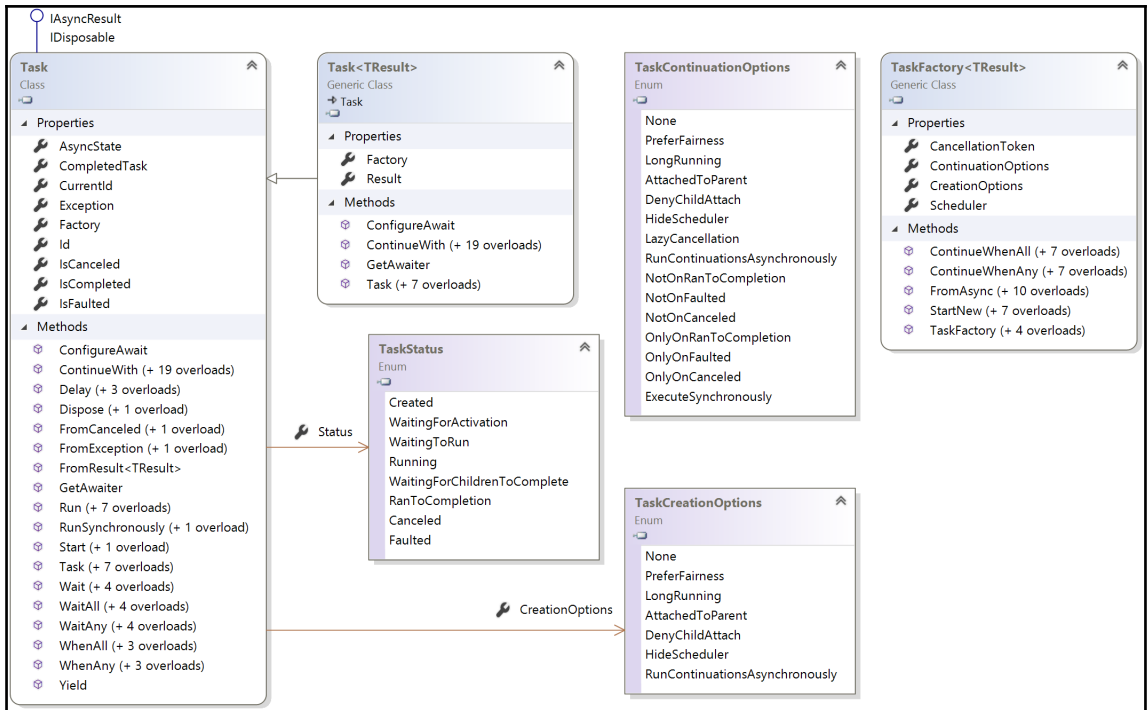 IAsyncResult
IDisposable
Task
Class
Properties
AsyncState
CompletedTask
CurrentId
Exception
Factory
Id
IsCanceled
IsCompleted
IsFaulted
Methods
ConfigureAwait
ContinueWith (+ 19 overloads)
Delay (+ 3 overloads)
Dispose (+ 1 overload)
FromCanceled (+ 1 overload)
FromException (+ 1 overload)
FromResult<TResult>
GetAwaiter
Run (+ 7 overloads)
RunSynchronously (+ 1 overload)
Start (+ 1 overload)
Task (+ 7 overloads)
Wait (+ 4 overloads)
WaitAll (+ 4 overloads)
WaitAny (+ 4 overloads)
WhenAll (+ 3 overloads)
WhenAny (+ 3 overloads)
Yield
Task<TResult>
Generic Class
Task
Properties
Factory
Result
Methods
ConfigureAwait
ContinueWith (+ 19 overloads)
GetAwaiter
Task (+ 7 overloads)
Status
TaskStatus
Enum
Created
WaitingForActivation
WaitingToRun
Running
WaitingForChildrenToComplete
RanToCompletion
Canceled
Faulted
CreationOptions
TaskContinuationOptions
Enum
None
PreferFairness
LongRunning
AttachedToParent
DenyChildAttach
HideScheduler
LazyCancellation
RunContinuationsAsynchronously
NotOnRanToCompletion
NotOnFaulted
NotOnCanceled
OnlyOnRanToCompletion
OnlyOnFaulted
OnlyOnCanceled
ExecuteSynchronously
TaskCreationOptions
Enum
None
PreferFairness
LongRunning
AttachedToParent
DenyChildAttach
HideScheduler
RunContinuationsAsynchronously
TaskFactory<TResult>
Generic Class
Properties
CancellationToken
ContinuationOptions
CreationOptions
Scheduler
Methods
ContinueWhenAll (+ 7 overloads)
ContinueWhenAny (+ 7 overloads)
FromAsync (+ 10 overloads)
StartNew (+ 7 overloads)
TaskFactory (+ 4 overloads)